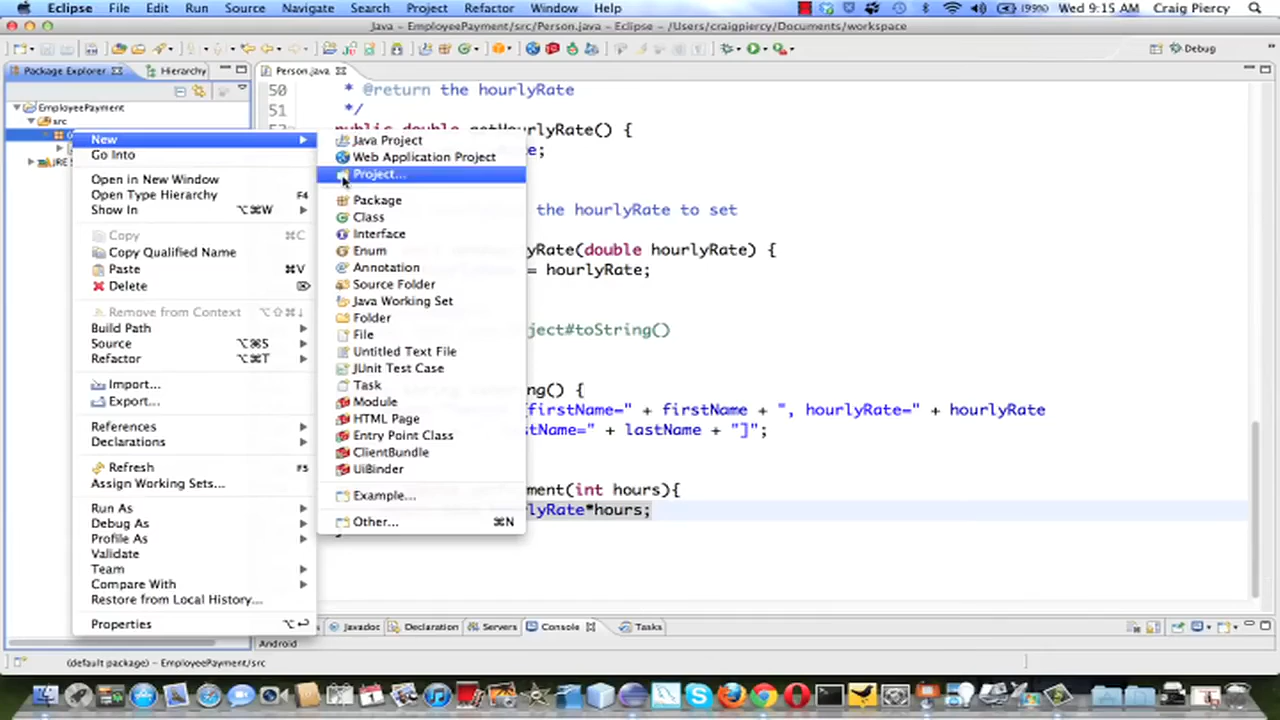 Eclipse File Edit Run Source Navigate Search Project Refactor Window Help (99%) Wed 9:15 AM Craig Piercy
Java – EmployeePayment/src/Person.java – Eclipse – /Users/craigpiercy/Documents/workspace
Debug
Package Explorer Hierarchy Person.java
EmployeePayment
src
JRE
New
Go Into
Open in New Window
Open Type Hierarchy F4
Show In ⌥⌘W
Copy ⌘C
Copy Qualified Name
Paste ⌘V
Delete ⌦
Remove from Context ⌥⇧⌘↓
Build Path
Source ⌥⌘S
Refactor ⌥⌘T
Import...
Export...
References
Declarations
Refresh F5
Assign Working Sets...
Run As
Debug As
Profile As
Validate
Team
Compare With
Restore from Local History...
Properties ⌥↩
Java Project
Web Application Project
Project...
Package
Class
Interface
Enum
Annotation
Source Folder
Java Working Set
Folder
File
Untitled Text File
JUnit Test Case
Task
Module
HTML Page
Entry Point Class
ClientBundle
UiBinder
Example...
Other... ⌘N
50 * @return the hourlyRate
51 */
public double getHourlyRate() {
the hourlyRate to set
(double hourlyRate) {
= hourlyRate;
#toString()
() {
firstName=" + firstName + ", hourlyRate=" + hourlyRate
+ lastName + "]";
(int hours){
*hours;
Javadoc Declaration Servers Console Tasks
Android
(default package) – EmployeePayment/src